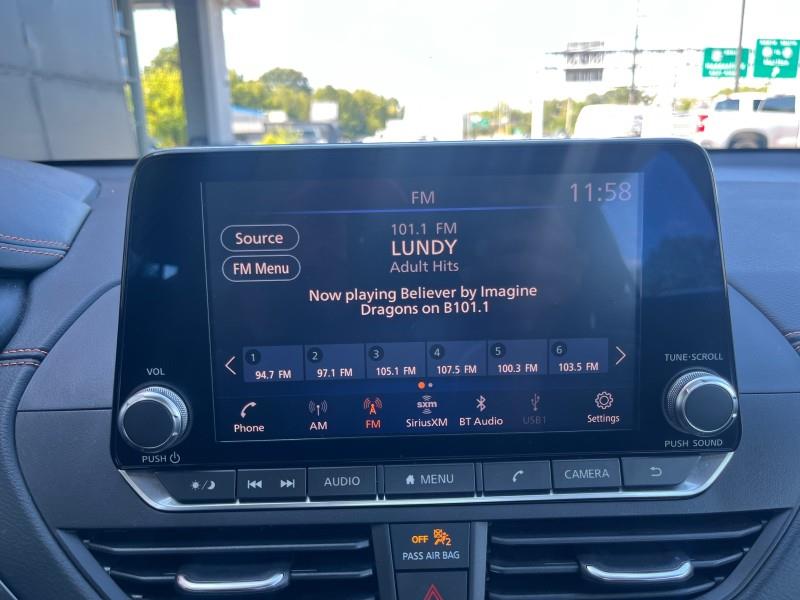 FM
11:58
Source
101.1 FM
LUNDY
Adult Hits
FM Menu
Now playing Believer by Imagine
Dragons on B101.1
1
94.7 FM
2
97.1 FM
3
105.1 FM
4
107.5 FM
5
100.3 FM
6
103.5 FM
Phone
AM
FM
sxm
SiriusXM
BT Audio
USB1
Settings
VOL
PUSH
TUNE·SCROLL
PUSH SOUND
AUDIO
MENU
CAMERA
OFF 2
PASS AIR BAG